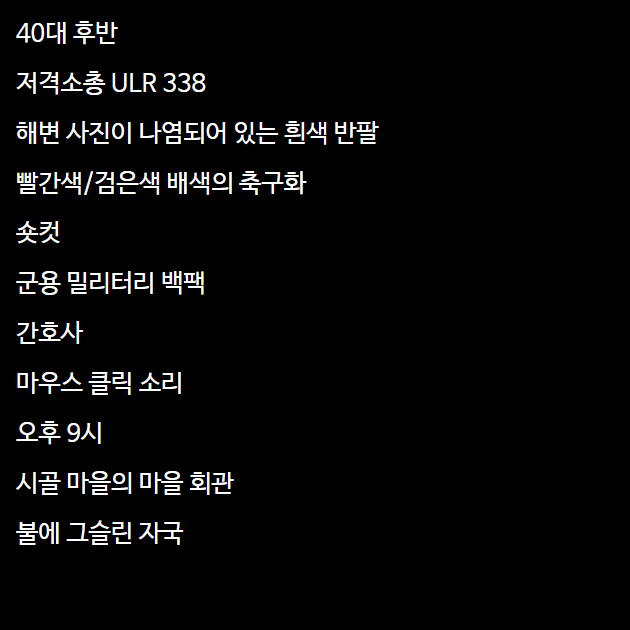 40대 후반
저격소총 ULR 338
해변 사진이 나염되어 있는 흰색 반팔
빨간색/검은색 배색의 축구화
숏컷
군용 밀리터리 백팩
간호사
마우스 클릭 소리
오후 9시
시골 마을의 마을 회관
불에 그슬린 자국